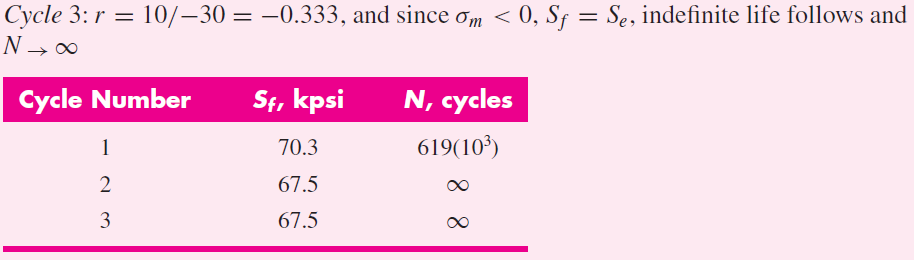 Cycle 3: r = 10/−30 = −0.333, and since σm < 0, Sf = Se, indefinite life follows and
N → ∞
Cycle Number Sf, kpsi N, cycles
1 70.3 619(10³)
2 67.5 ∞
3 67.5 ∞